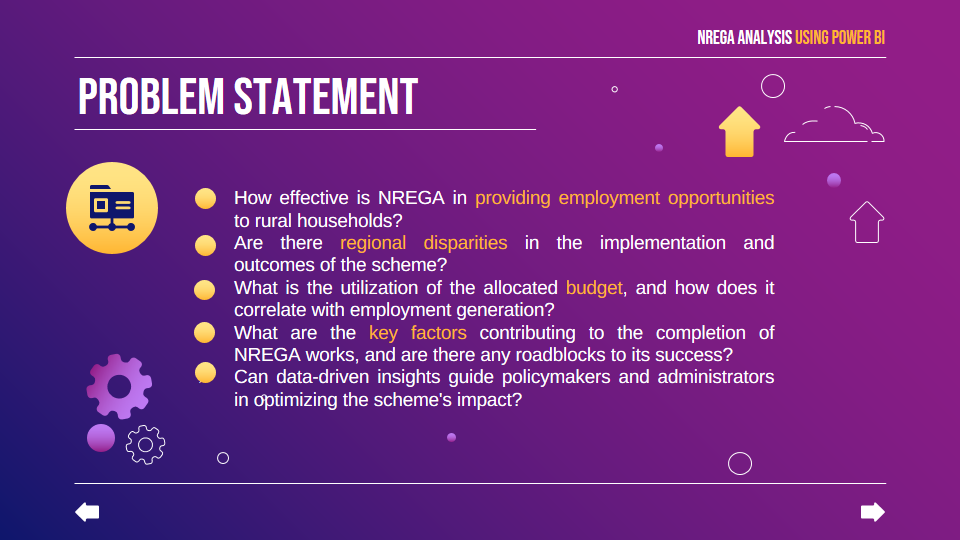 NREGA ANALYSIS USING POWER BI
PROBLEM STATEMENT
How effective is NREGA in providing employment opportunities
to rural households?
Are there regional disparities in the implementation and
outcomes of the scheme?
What is the utilization of the allocated budget, and how does it
correlate with employment generation?
What are the key factors contributing to the completion of
NREGA works, and are there any roadblocks to its success?
Can data-driven insights guide policymakers and administrators
in optimizing the scheme's impact?